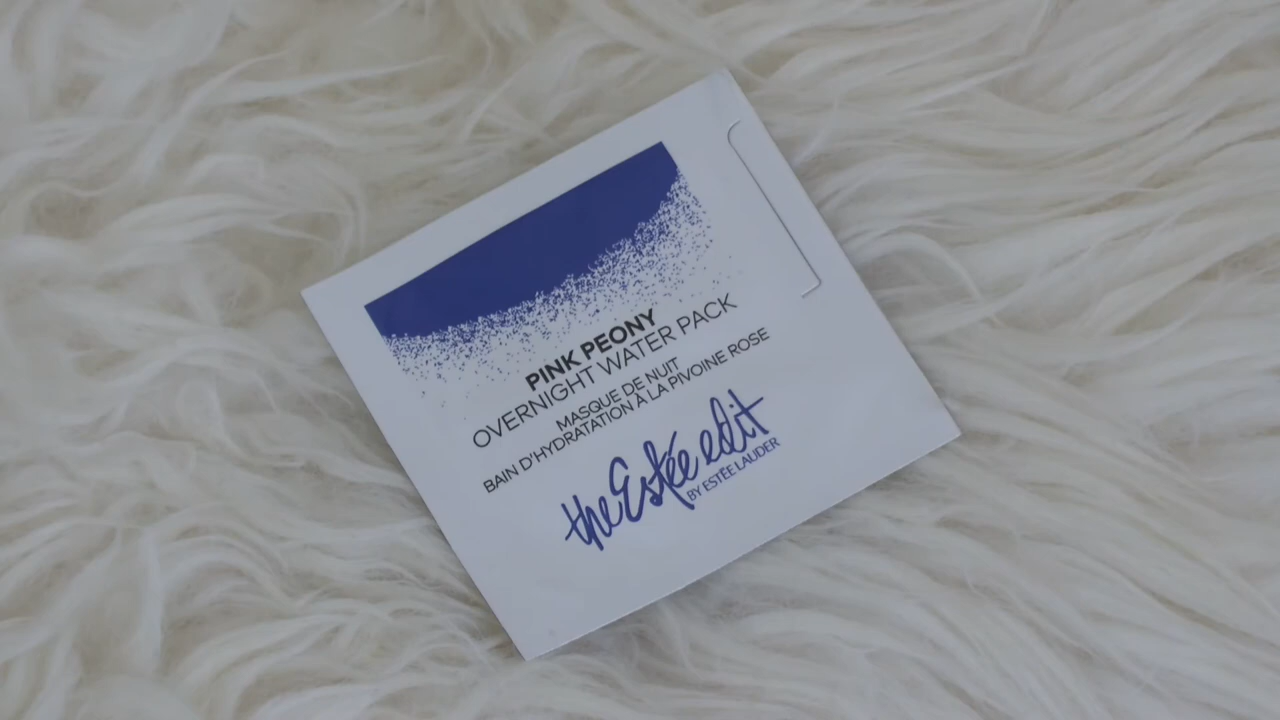 PINK PEONY
OVERNIGHT WATER PACK
MASQUE DE NUIT
BAIN D'HYDRATATION À LA PIVOINE ROSE
the Estée edit
BY ESTĒE LAUDER